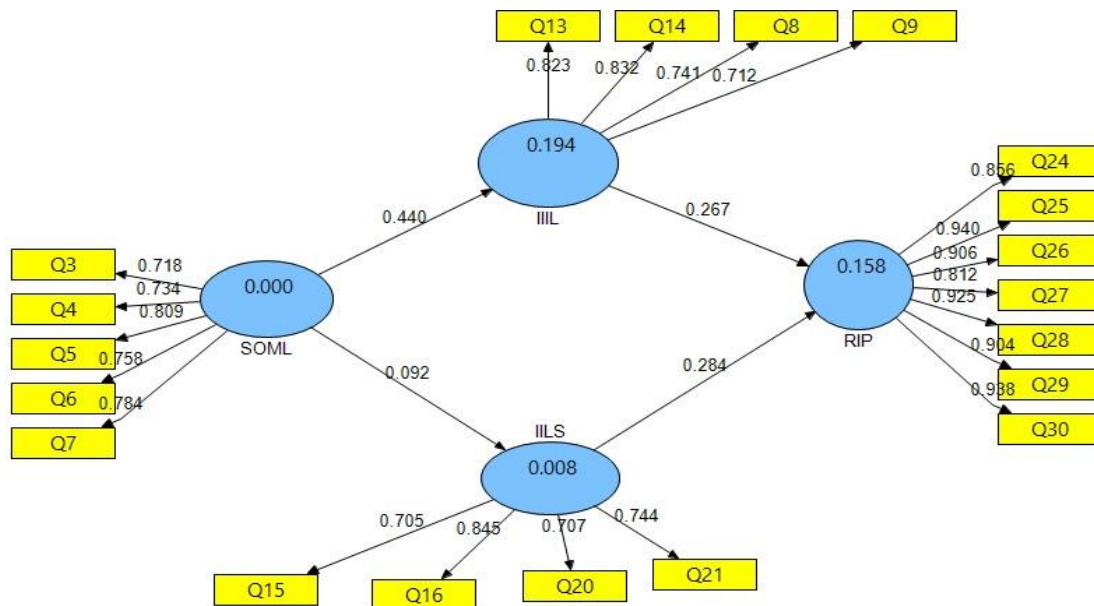 Q13 Q14 Q8 Q9
0.823 0.832 0.741 0.712
0.194
IIIL
0.440
0.267
Q3
Q4
Q5
Q6
Q7
0.718
0.734
0.809
0.758
0.784
0.000
SOML
0.092
Q24
Q25
Q26
Q27
Q28
Q29
Q30
0.856
0.940
0.906
0.812
0.925
0.904
0.938
0.158
RIP
0.284
IILS
0.008
0.705 0.845 0.707 0.744
Q15 Q16 Q20 Q21